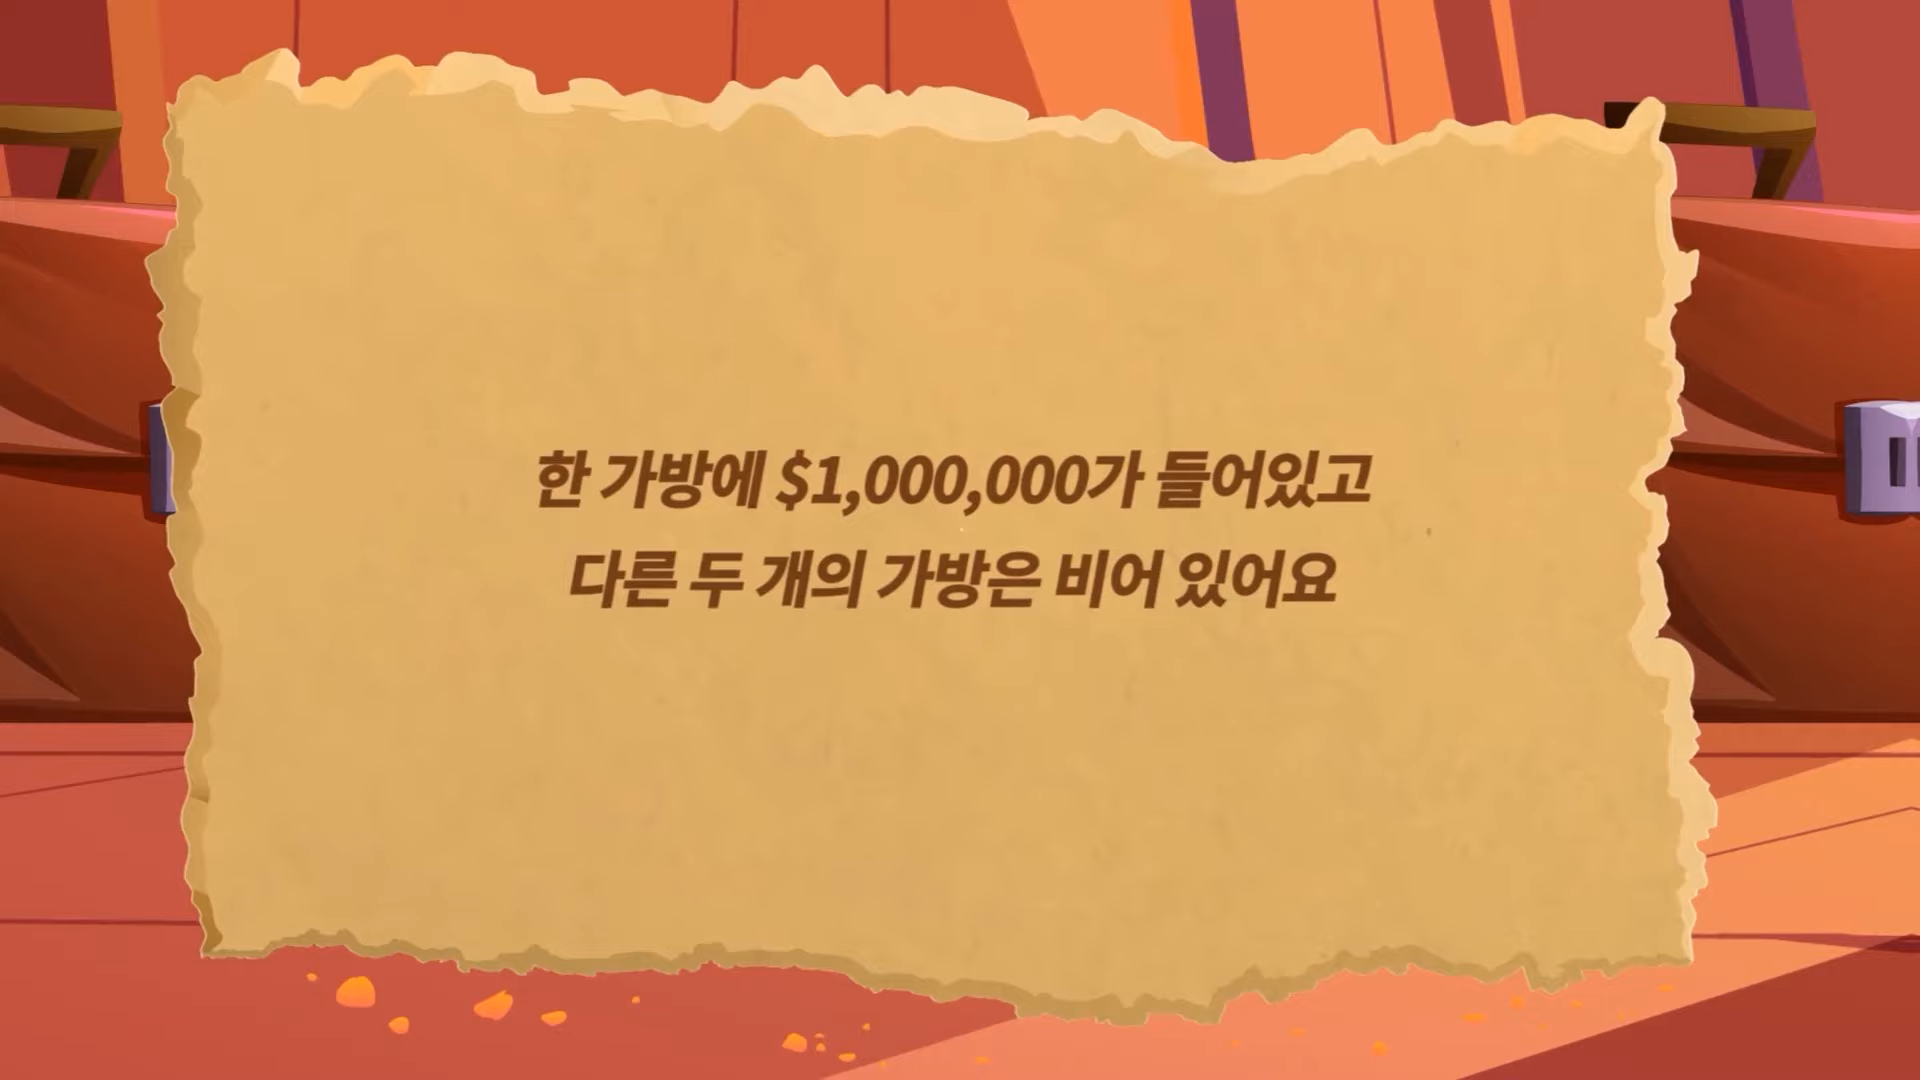 한 가방에 $1,000,000가 들어있고
다른 두 개의 가방은 비어 있어요